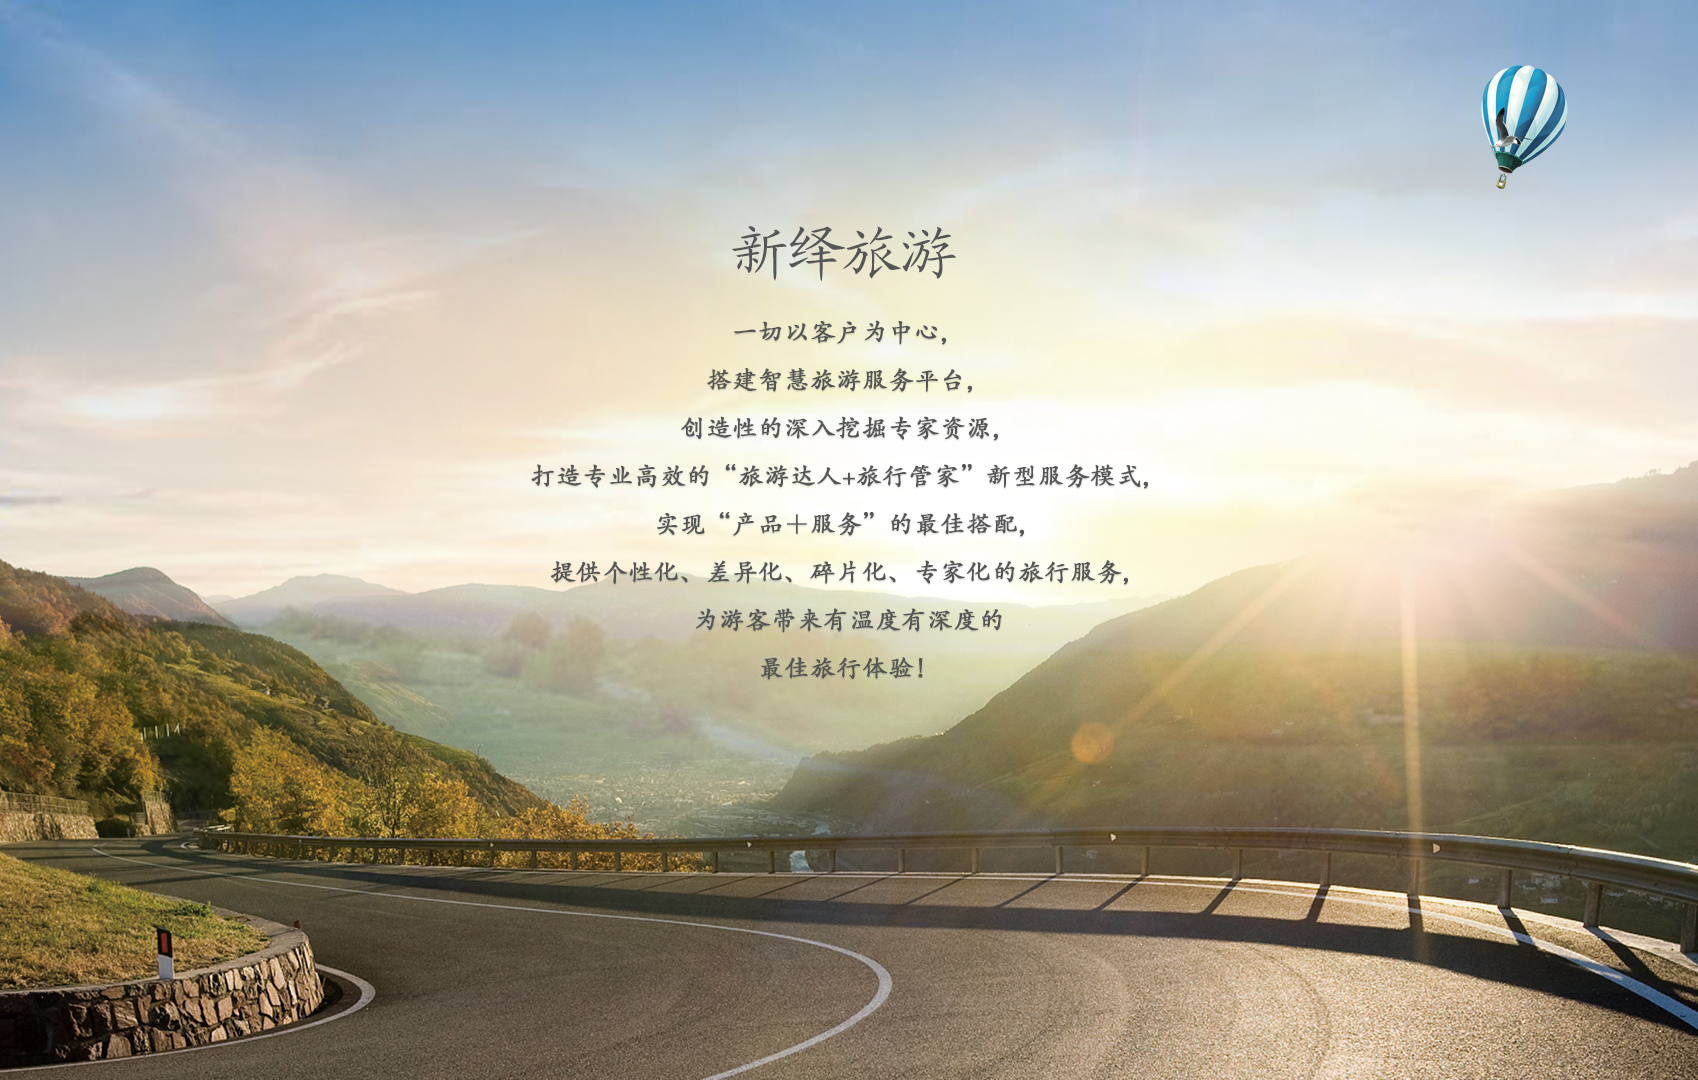 新绎旅游
一切以客户为中心，
搭建智慧旅游服务平台，
创造性的深入挖掘专家资源，
打造专业高效的“旅游达人+旅行管家”新型服务模式，
实现“产品＋服务”的最佳搭配，
提供个性化、差异化、碎片化、专家化的旅行服务，
为游客带来有温度有深度的
最佳旅行体验！